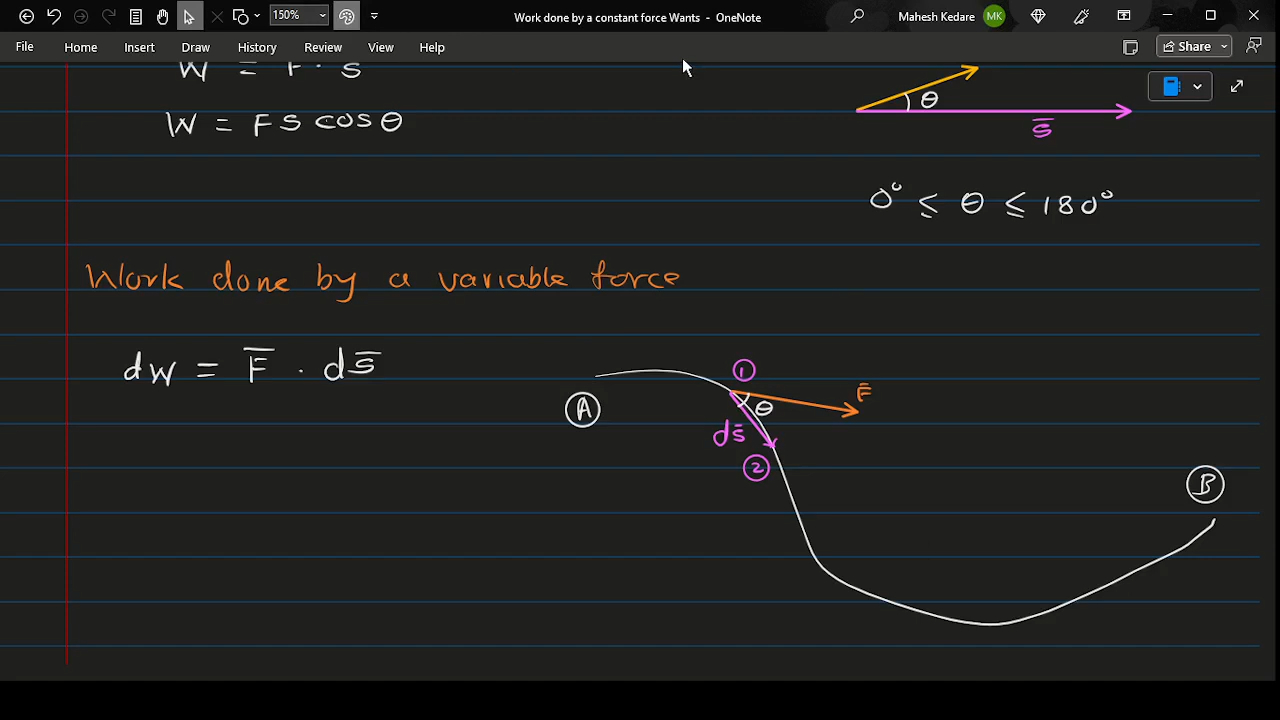 150%
Work done by a constant force Wants - OneNote
Mahesh Kedare
MK
File Home Insert Draw View History Review View Help
Share
W = F · s̄
W = F s cos θ
θ
s̄
0° ≤ θ ≤ 180°
Work done by a variable force
dW = F̄ · ds̄
1
F̄
θ
A
ds̄
2
B